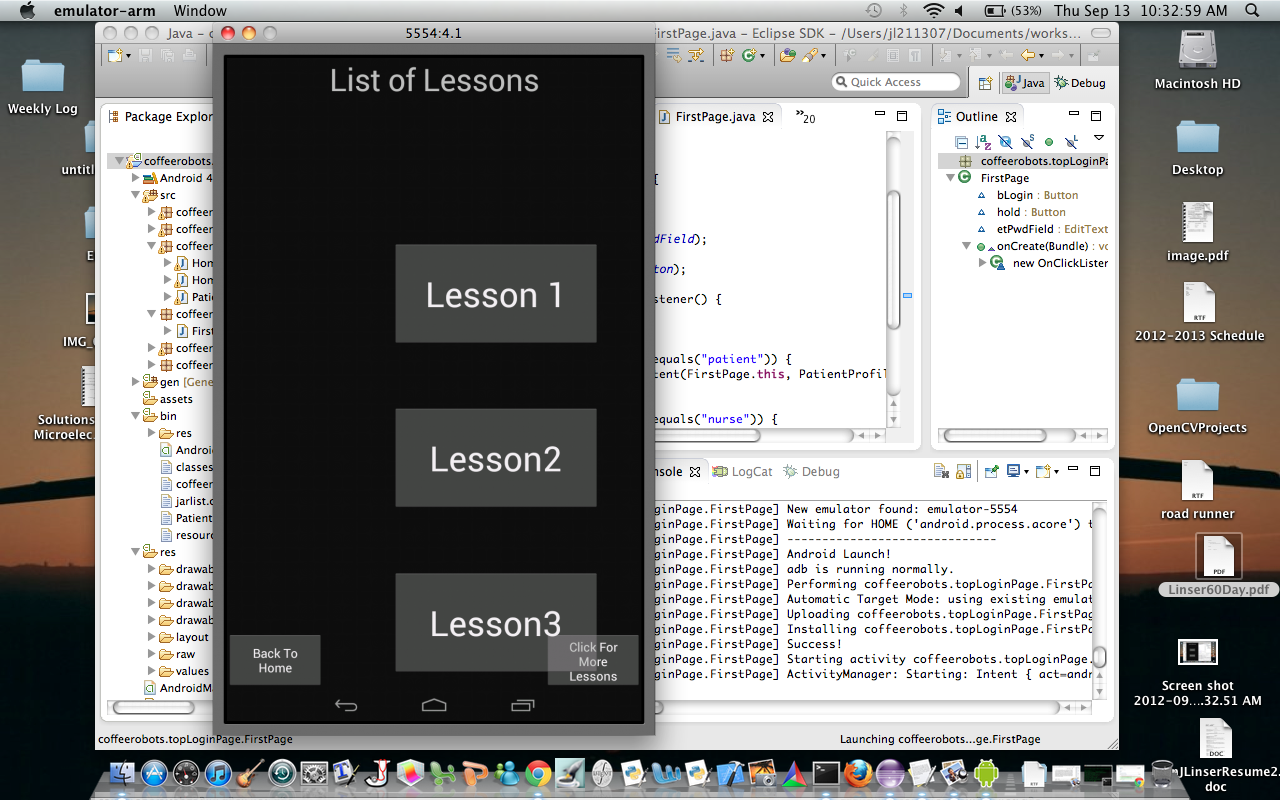 emulator-arm Window
(53%) Thu Sep 13 10:32:59 AM
Java –
5554:4.1
FirstPage.java – Eclipse SDK – /Users/jl211307/Documents/works...
Quick Access
Java
Debug
Package Explor
coffeerobots.
Android 4
src
coffeer
coffeer
coffeer
Hom
Hom
Pati
coffeer
First
coffeer
coffeer
gen [Gene
assets
bin
res
Androi
classes
coffeer
jarlist.c
Patient
resour
res
drawab
drawab
drawab
drawab
layout
raw
values
AndroidMa
List of Lessons
Lesson 1
Lesson2
Lesson3
Back To
Home
Click For
More
Lessons
FirstPage.java
»20
{
dField);
ton);
stener() {
equals("patient")) {
tent(FirstPage.this, PatientProfil
equals("nurse")) {
Outline
coffeerobots.topLoginPa
FirstPage
bLogin : Button
hold : Button
etPwdField : EditText
onCreate(Bundle) : vo
new OnClickLister
nsole
LogCat
Debug
ginPage.FirstPage] New emulator found: emulator-5554
ginPage.FirstPage] Waiting for HOME ('android.process.acore') t
ginPage.FirstPage] ------------------------------
ginPage.FirstPage] Android Launch!
ginPage.FirstPage] adb is running normally.
ginPage.FirstPage] Performing coffeerobots.topLoginPage.FirstPa
ginPage.FirstPage] Automatic Target Mode: using existing emulat
ginPage.FirstPage] Uploading coffeerobots.topLoginPage.FirstPag
ginPage.FirstPage] Installing coffeerobots.topLoginPage.FirstPa
ginPage.FirstPage] Success!
ginPage.FirstPage] Starting activity coffeerobots.topLoginPage.
ginPage.FirstPage] ActivityManager: Starting: Intent { act=andr
coffeerobots.topLoginPage.FirstPage
Launching coffeerobots...ge.FirstPage
Weekly Log
untitl
E
IMG_
Solutions
Microelec.
Macintosh HD
Desktop
image.pdf
RTF
2012-2013 Schedule
OpenCVProjects
RTF
road runner
PDF
Linser60Day.pdf
Screen shot
2012-09....32.51 AM
DOC
JLinserResume2.
doc